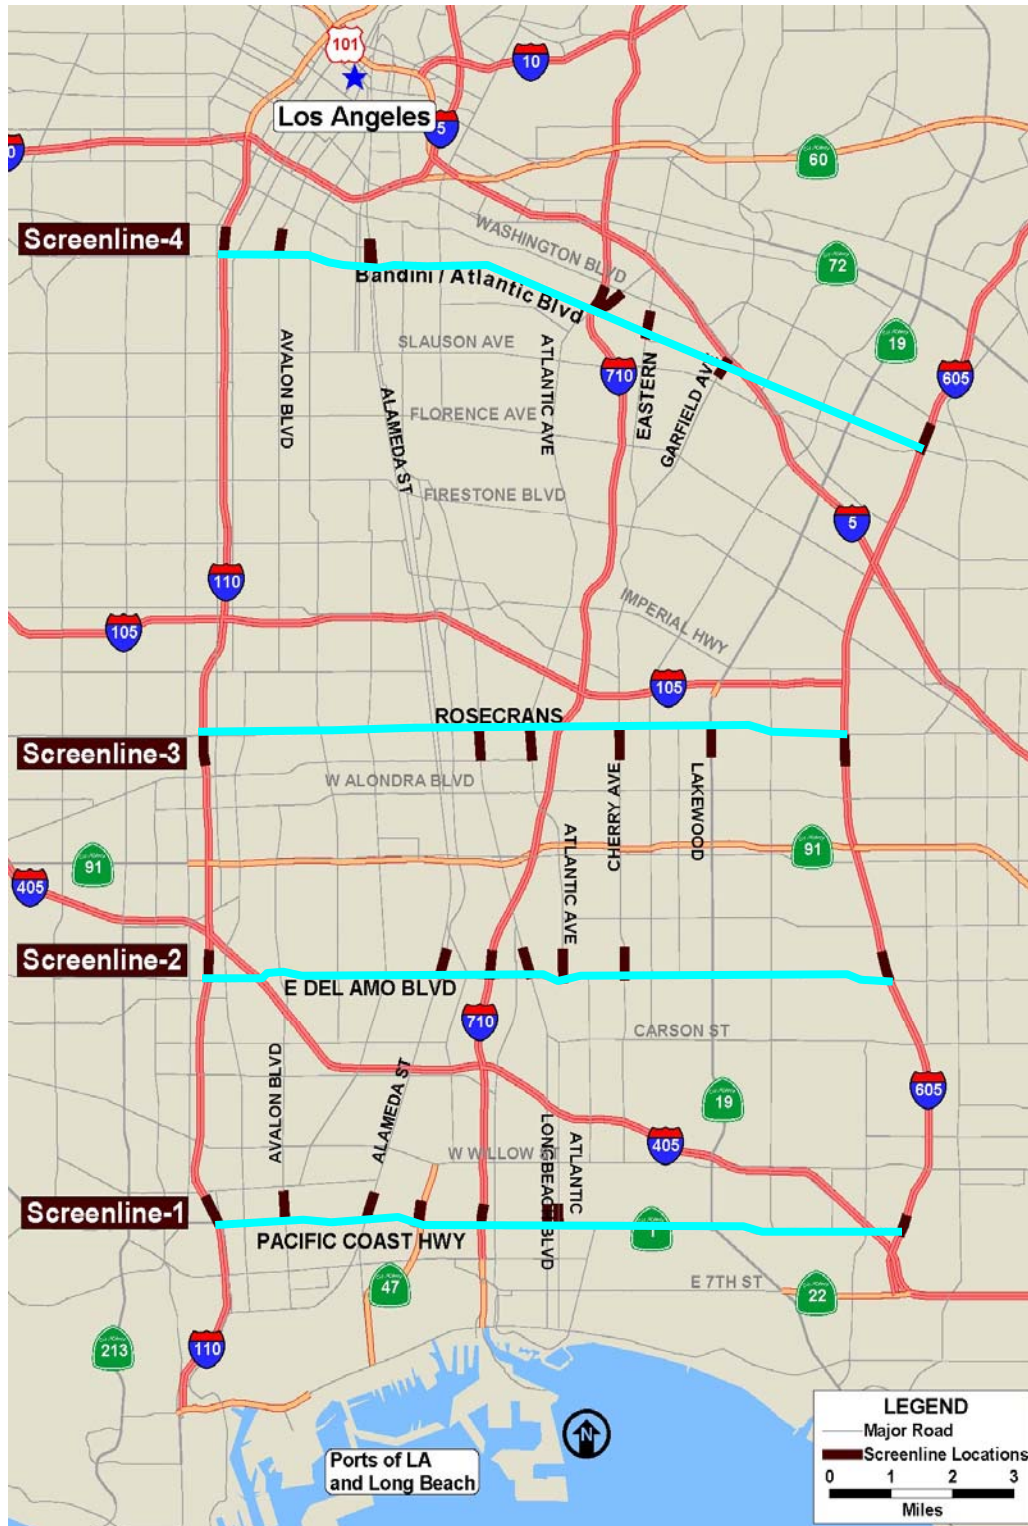 101
10
Los Angeles
5
60
Screenline-4
WASHINGTON BLVD
72
Bandini / Atlantic Blvd
19
AVALON BLVD
SLAUSON AVE
ATLANTIC AVE
710
EASTERN
GARFIELD AV
605
ALAMEDA ST
FLORENCE AVE
FIRESTONE BLVD
5
110
105
IMPERIAL HWY
105
ROSECRANS
Screenline-3
W ALONDRA BLVD
CHERRY AVE
LAKEWOOD
91
405
ATLANTIC AVE
91
Screenline-2
E DEL AMO BLVD
710
CARSON ST
AVALON BLVD
ALAMEDA ST
19
605
W WILLOW ST
LONGBEACH BLVD
ATLANTIC
405
Screenline-1
PACIFIC COAST HWY
1
47
E 7TH ST
22
213
110
N
Ports of LA
and Long Beach
LEGEND
Major Road
Screenline Locations
0 1 2 3
Miles